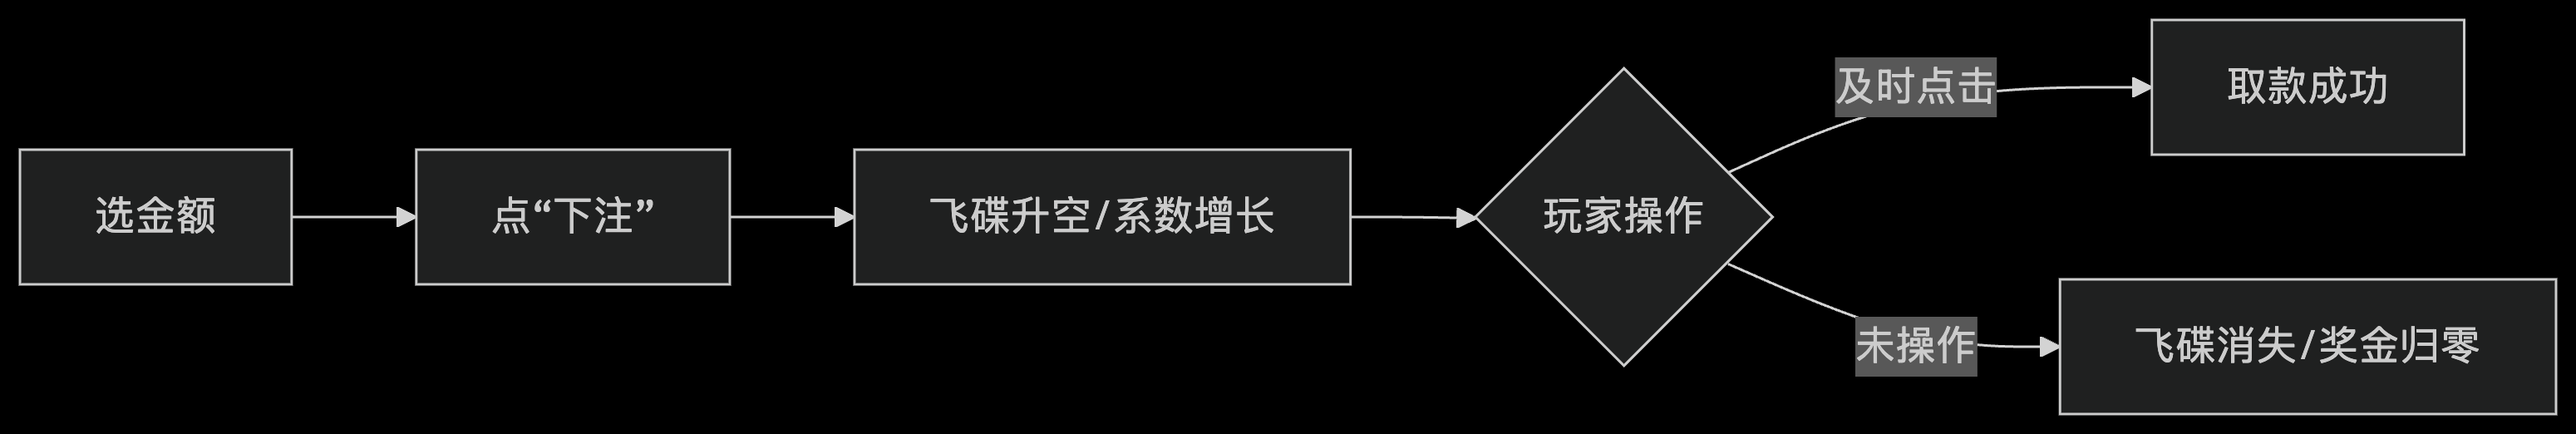 选金额
点“下注”
飞碟升空/系数增长
玩家操作
及时点击
取款成功
未操作
飞碟消失/奖金归零